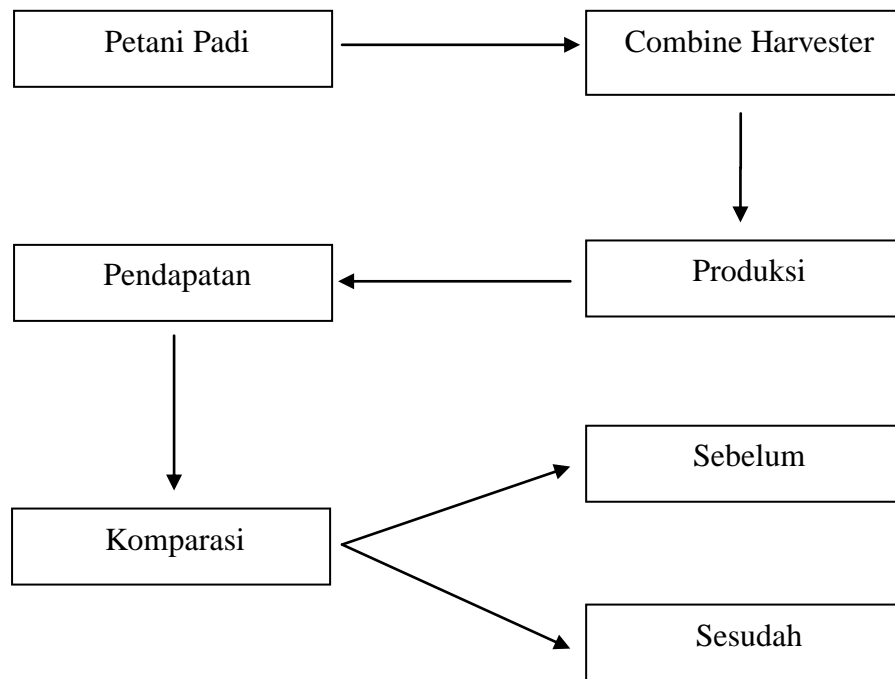 Petani Padi
Combine Harvester
Produksi
Pendapatan
Komparasi
Sebelum
Sesudah